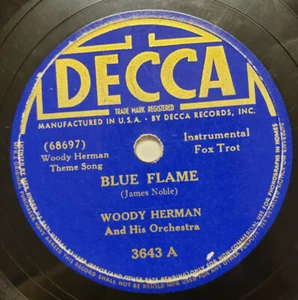 DECCA
TRADE MARK REGISTERED
MANUFACTURED IN U.S.A. · BY DECCA RECORDS, INC.
(68697)
Woody Herman
Theme Song
Instrumental
Fox Trot
BLUE FLAME
(James Noble)
WOODY HERMAN
And His Orchestra
3643 A